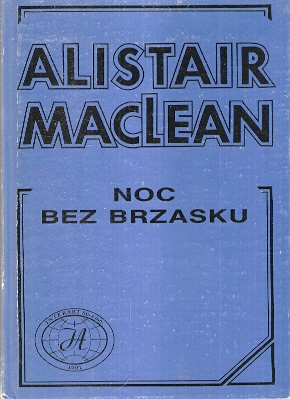 ALISTAIR
MACLEAN
NOC
BEZ BRZASKU